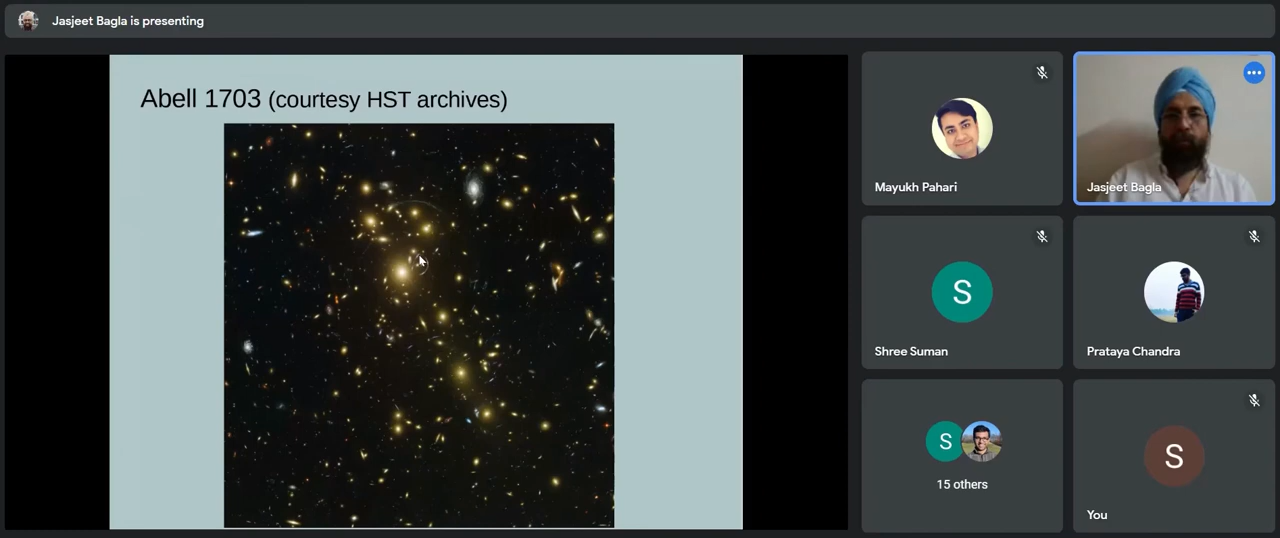 Jasjeet Bagla is presenting
Abell 1703 (courtesy HST archives)
Mayukh Pahari
Jasjeet Bagla
S
Shree Suman
Prataya Chandra
S
15 others
S
You